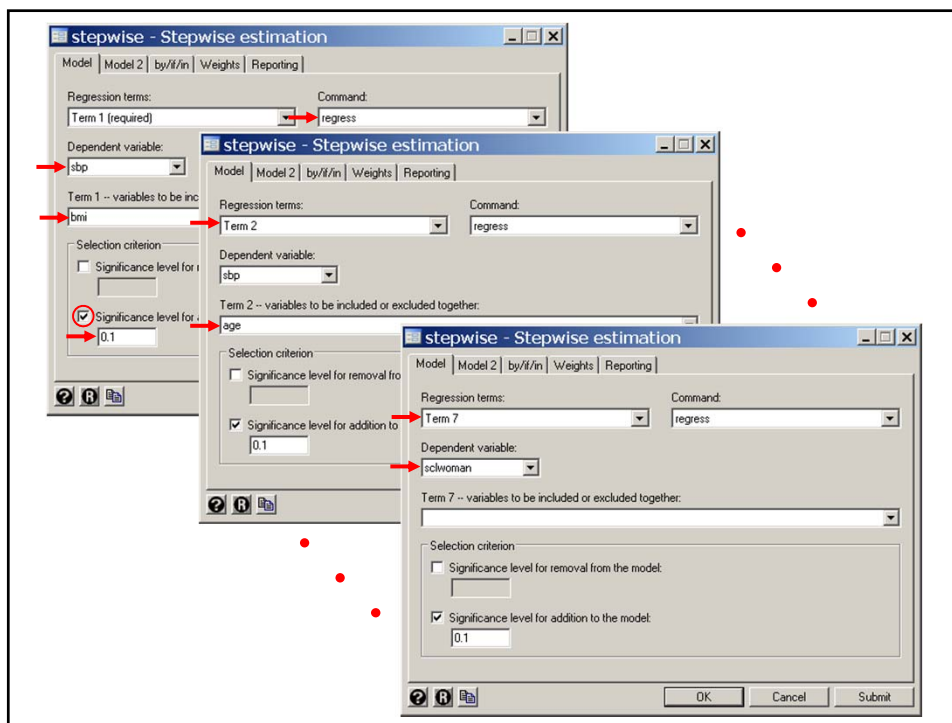 stepwise - Stepwise estimation
Model Model 2 by/if/in Weights Reporting
Regression terms: Command:
Term 1 (required) regress
Dependent variable:
sbp
Term 1 -- variables to be inc
bmi
Selection criterion
Significance level for r
Significance level for a
0.1
stepwise - Stepwise estimation
Model Model 2 by/if/in Weights Reporting
Regression terms: Command:
Term 2 regress
Dependent variable:
sbp
Term 2 -- variables to be included or excluded together:
age
Selection criterion
Significance level for removal fro
Significance level for addition to
0.1
stepwise - Stepwise estimation
Model Model 2 by/if/in Weights Reporting
Regression terms: Command:
Term 7 regress
Dependent variable:
sclwoman
Term 7 -- variables to be included or excluded together:
Selection criterion
Significance level for removal from the model:
Significance level for addition to the model:
0.1
OK Cancel Submit